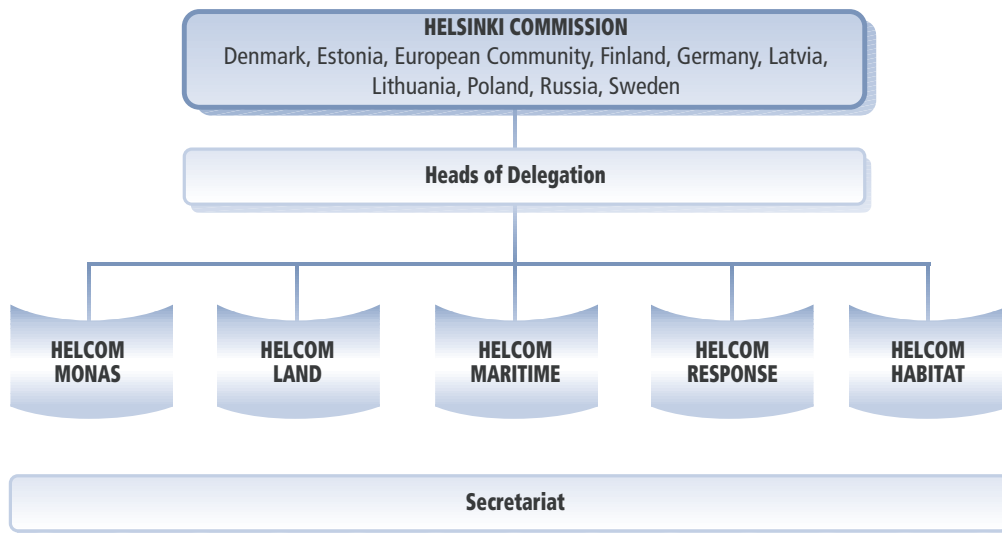 HELSINKI COMMISSION
Denmark, Estonia, European Community, Finland, Germany, Latvia,
Lithuania, Poland, Russia, Sweden
Heads of Delegation
HELCOM
MONAS
HELCOM
LAND
HELCOM
MARITIME
HELCOM
RESPONSE
HELCOM
HABITAT
Secretariat